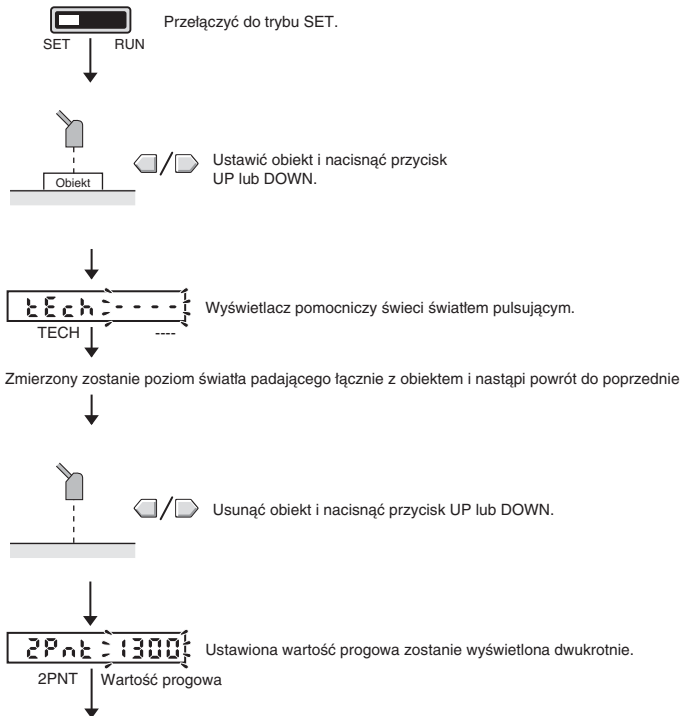 Przełączyć do trybu SET.
SET RUN
Obiekt
Ustawić obiekt i nacisnąć przycisk
UP lub DOWN.
tEch ----
Wyświetlacz pomocniczy świeci światłem pulsującym.
TECH ----
Zmierzony zostanie poziom światła padającego łącznie z obiektem i nastąpi powrót do poprzednie
Usunąć obiekt i nacisnąć przycisk UP lub DOWN.
2Pnt 1300
Ustawiona wartość progowa zostanie wyświetlona dwukrotnie.
2PNT Wartość progowa